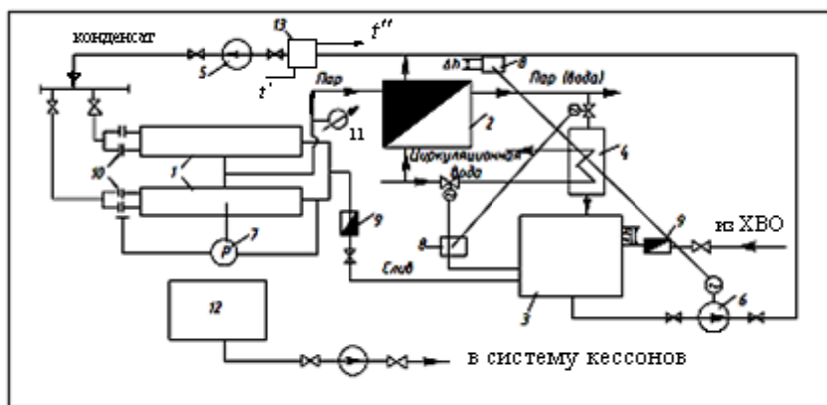 13
t''
конденсат
5
t'
Δh
8
Пар
Пар (вода)
11
2
Циркуляционная
вода
4
10
1
7
P
9
8
9
из ХВО
Слив
3
6
12
в систему кессонов